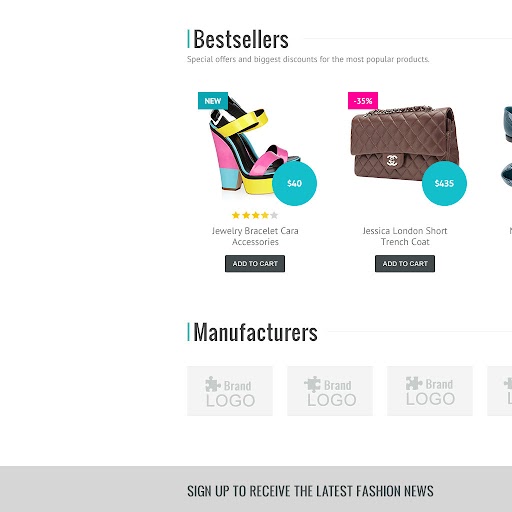 Bestsellers
Special offers and biggest discounts for the most popular products.
NEW
-35%
$40
$435
Jewelry Bracelet Cara
Accessories
Jessica London Short
Trench Coat
ADD TO CART
ADD TO CART
Manufacturers
Brand
LOGO
Brand
LOGO
Brand
LOGO
SIGN UP TO RECEIVE THE LATEST FASHION NEWS